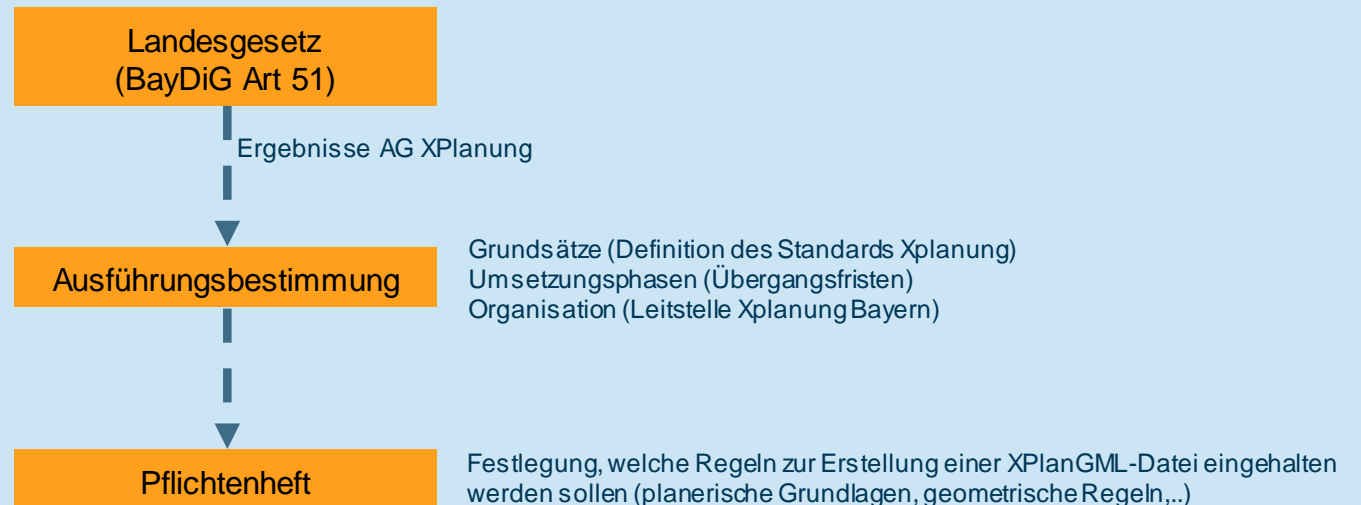 Landesgesetz
(BayDiG Art 51)
Ergebnisse AG XPlanung
Ausführungsbestimmung
Grundsätze (Definition des Standards Xplanung)
Umsetzungsphasen (Übergangsfristen)
Organisation (Leitstelle Xplanung Bayern)
Pflichtenheft
Festlegung, welche Regeln zur Erstellung einer XPlanGML-Datei eingehalten
werden sollen (planerische Grundlagen, geometrische Regeln,..)